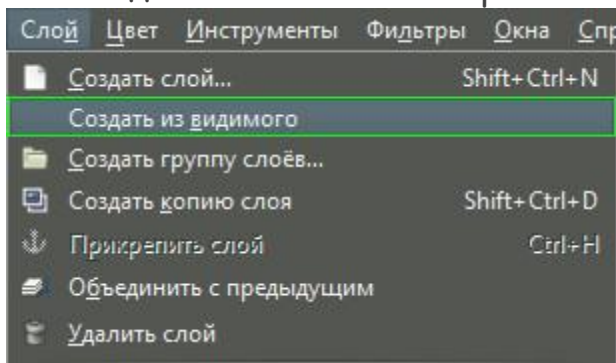 Слой Цвет Инструменты Фильтры Окна Спр
Создать слой... Shift+Ctrl+N
Создать из видимого
Создать группу слоёв...
Создать копию слоя Shift+Ctrl+D
Прикрепить слой Ctrl+H
Объединить с предыдущим
Удалить слой